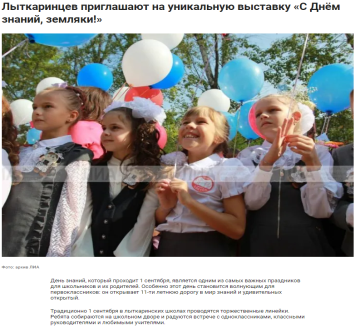 Лыткаринцев приглашают на уникальную выставку «С Днём
знаний, земляки!»
Фото: архив ЛИА
День знаний, который проходит 1 сентября, является одним из самых важных праздников
для школьников и их родителей. Особенно этот день становится волнующим для
первоклассников: он открывает 11-ти летнюю дорогу в мир знаний и удивительных
открытий.
Традиционно 1 сентября в лыткаринских школах проводятся торжественные линейки.
Ребята собираются на школьном дворе и радуются встрече с одноклассниками, классными
руководителями и любимыми учителями.